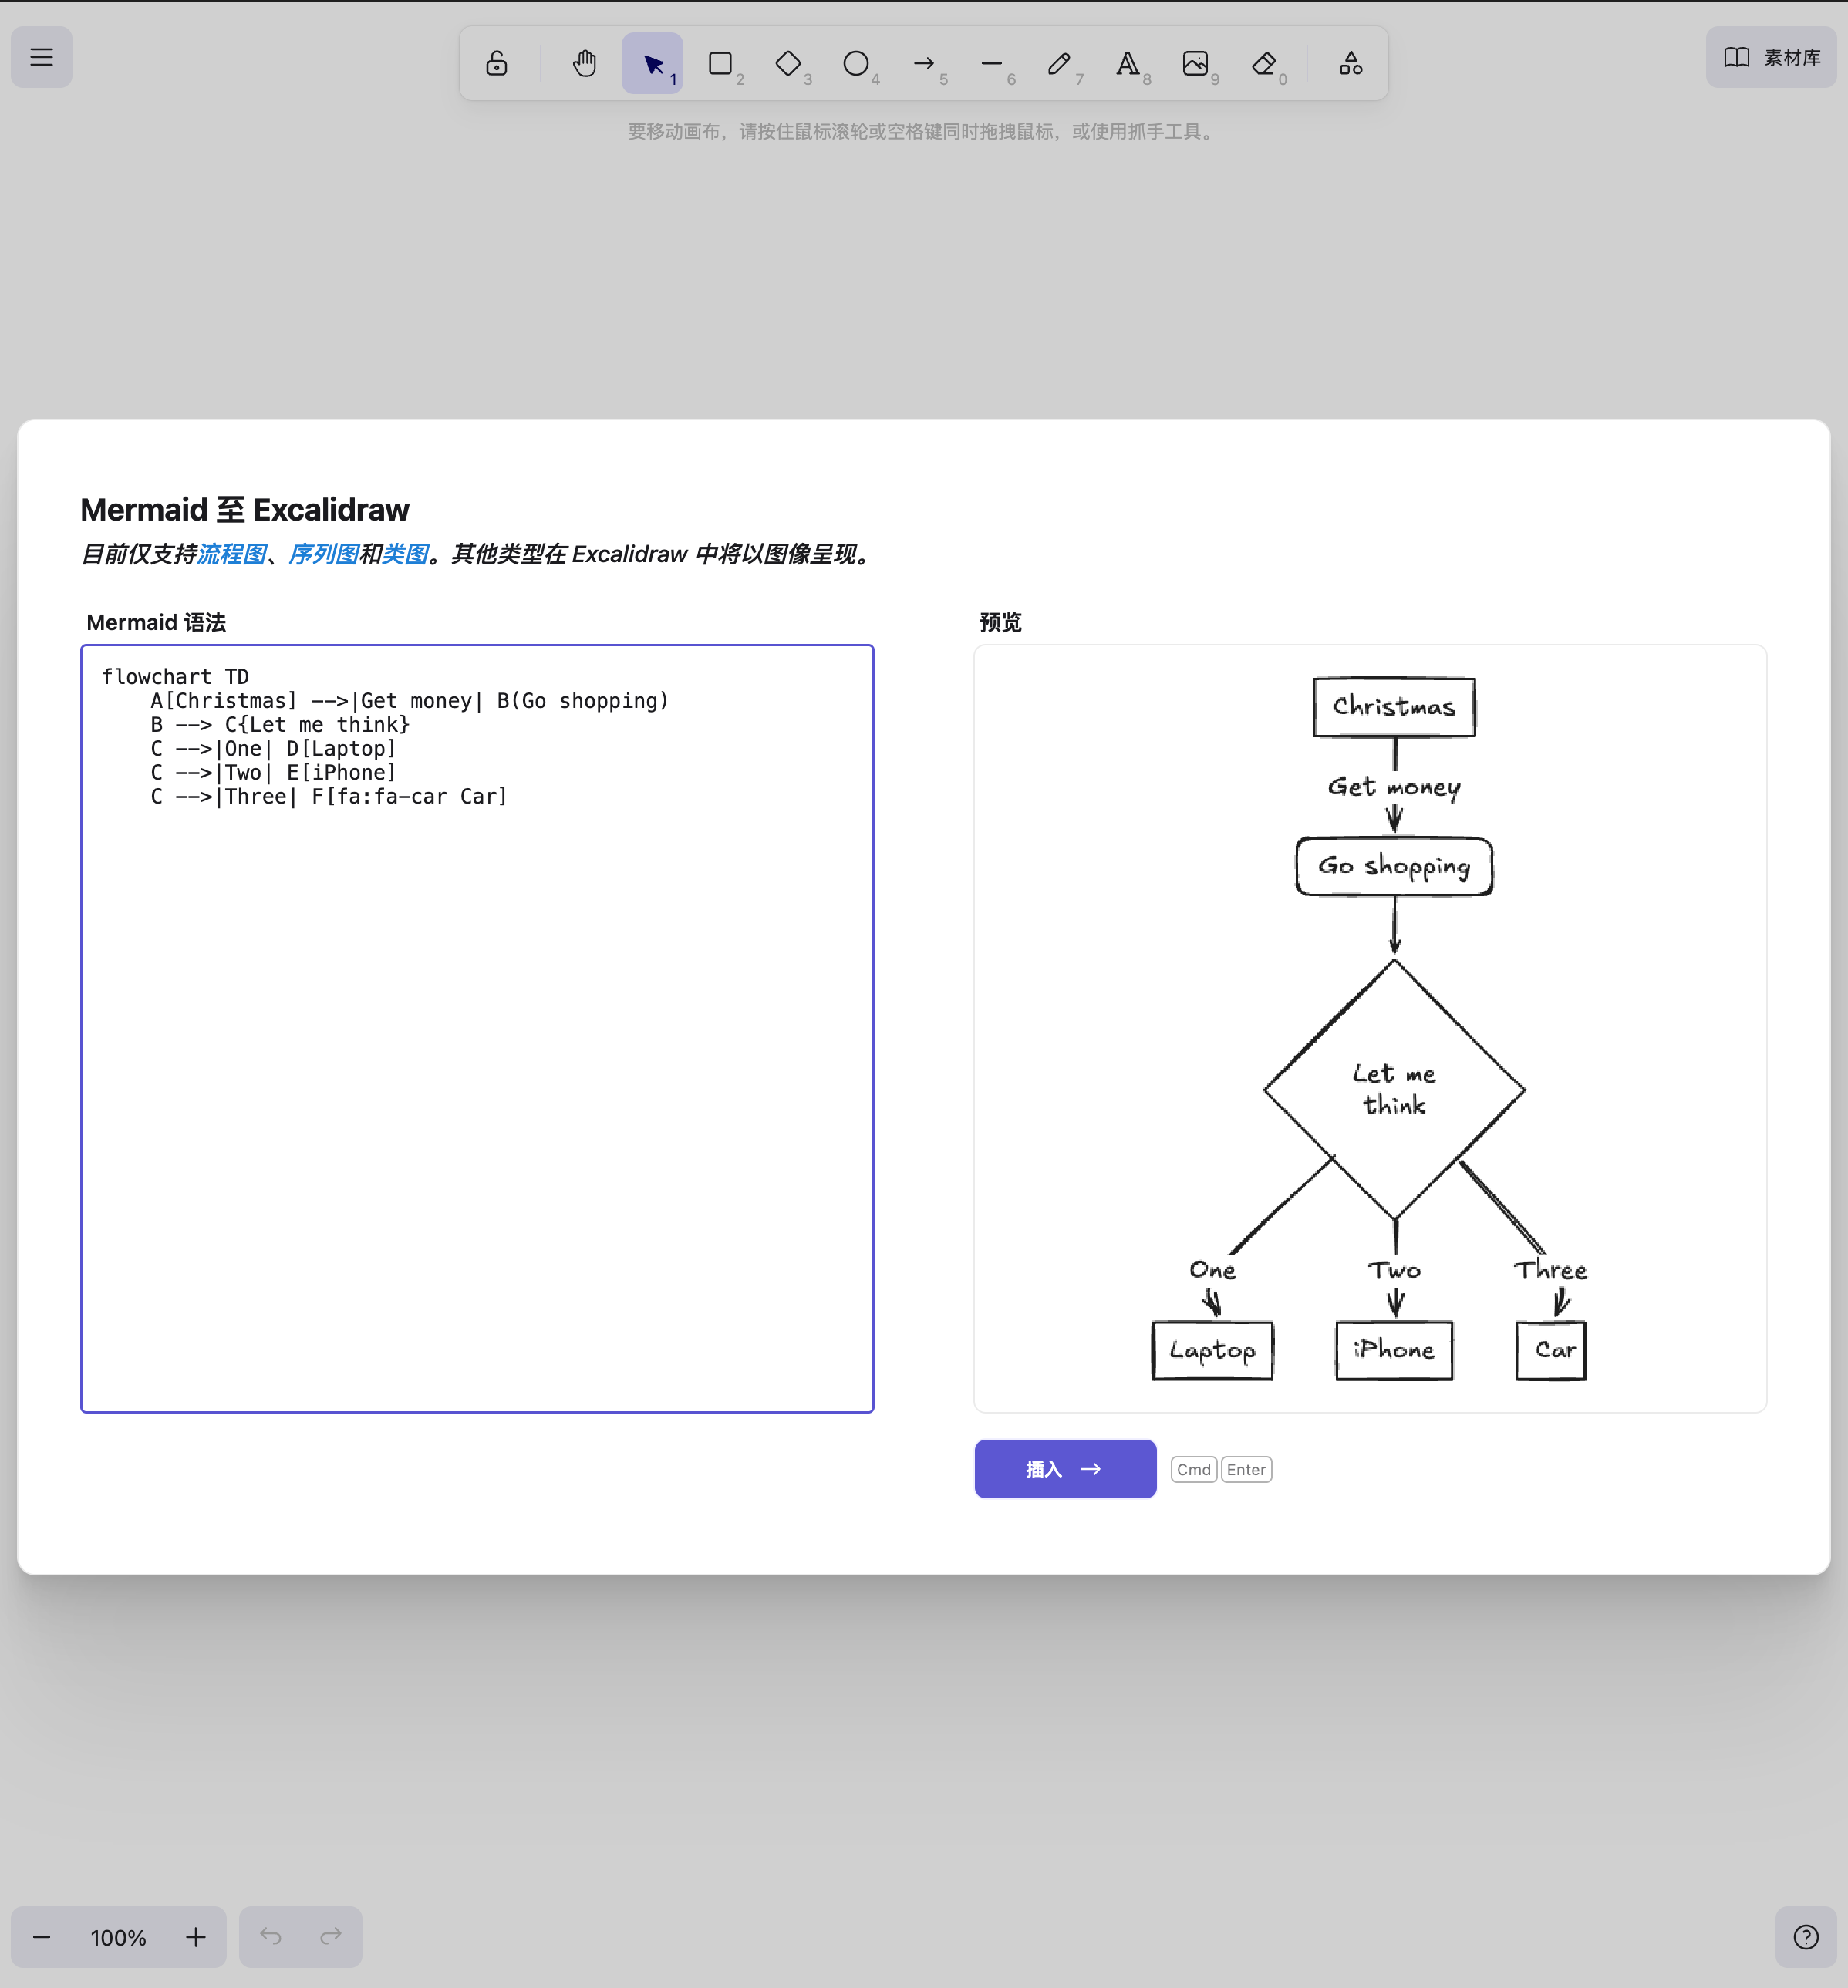 1
2
3
4
5
6
7
8
9
0
素材库
要移动画布，请按住鼠标滚轮或空格键同时拖拽鼠标，或使用抓手工具。
Mermaid 至 Excalidraw
目前仅支持流程图、序列图和类图。其他类型在 Excalidraw 中将以图像呈现。
Mermaid 语法
flowchart TD
    A[Christmas] -->|Get money| B(Go shopping)
    B --> C{Let me think}
    C -->|One| D[Laptop]
    C -->|Two| E[iPhone]
    C -->|Three| F[fa:fa-car Car]
预览
Christmas
Get money
Go shopping
Let me
think
One
Two
Three
Laptop
iPhone
Car
插入
Cmd
Enter
100%